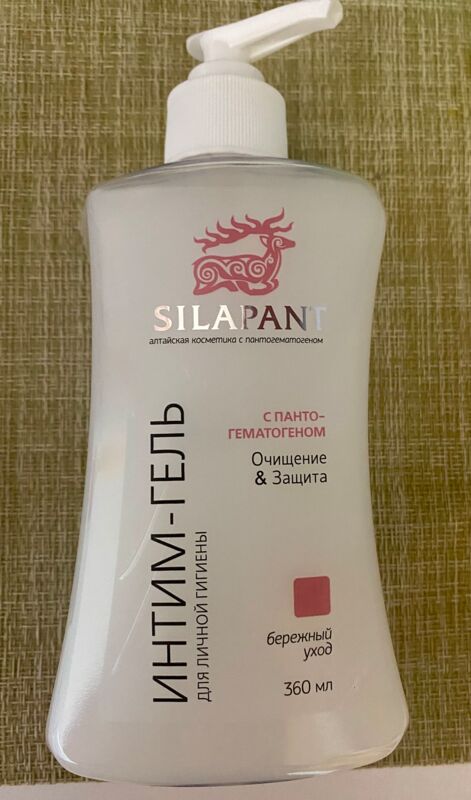 SILAPANT
алтайская косметика с пантогематогеном
С ПАНТО-
ГЕМАТОГЕНОМ
Очищение
& Защита
ИНТИМ-ГЕЛЬ
ДЛЯ ЛИЧНОЙ ГИГИЕНЫ
бережный
уход
360 мл